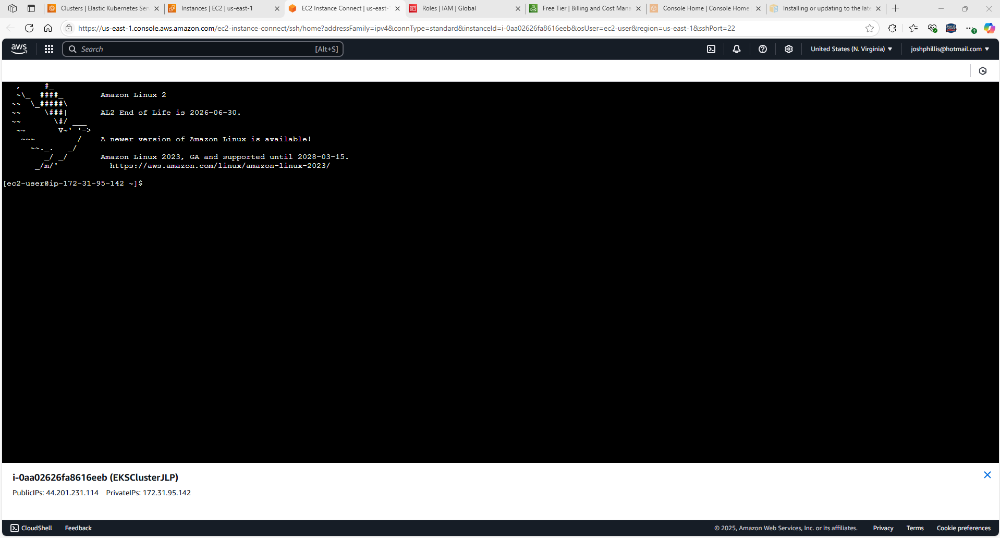 Clusters | Elastic Kubernetes Ser
Instances | EC2 | us-east-1
EC2 Instance Connect | us-east-
Roles | IAM | Global
Free Tier | Billing and Cost Mana
Console Home | Console Home
Installing or updating to the late
https://us-east-1.console.aws.amazon.com/ec2-instance-connect/ssh/home?addressFamily=ipv4&connType=standard&instanceId=i-0aa02626fa8616eeb&osUser=ec2-user&region=us-east-1&sshPort=22
aws
Search [Alt+S]
United States (N. Virginia)
joshphillis@hotmail.com
   ,     #_
   ~\_  ####_        Amazon Linux 2
  ~~  \_#####\
  ~~     \###|       AL2 End of Life is 2026-06-30.
  ~~       \#/ ___
   ~~       V~' '->
    ~~~         /    A newer version of Amazon Linux is available!
      ~~._.   _/
         _/ _/       Amazon Linux 2023, GA and supported until 2028-03-15.
       _/m/'           https://aws.amazon.com/linux/amazon-linux-2023/
[ec2-user@ip-172-31-95-142 ~]$
i-0aa02626fa8616eeb (EKSClusterJLP)
PublicIPs: 44.201.231.114 PrivateIPs: 172.31.95.142
CloudShell
Feedback
© 2025, Amazon Web Services, Inc. or its affiliates.
Privacy
Terms
Cookie preferences